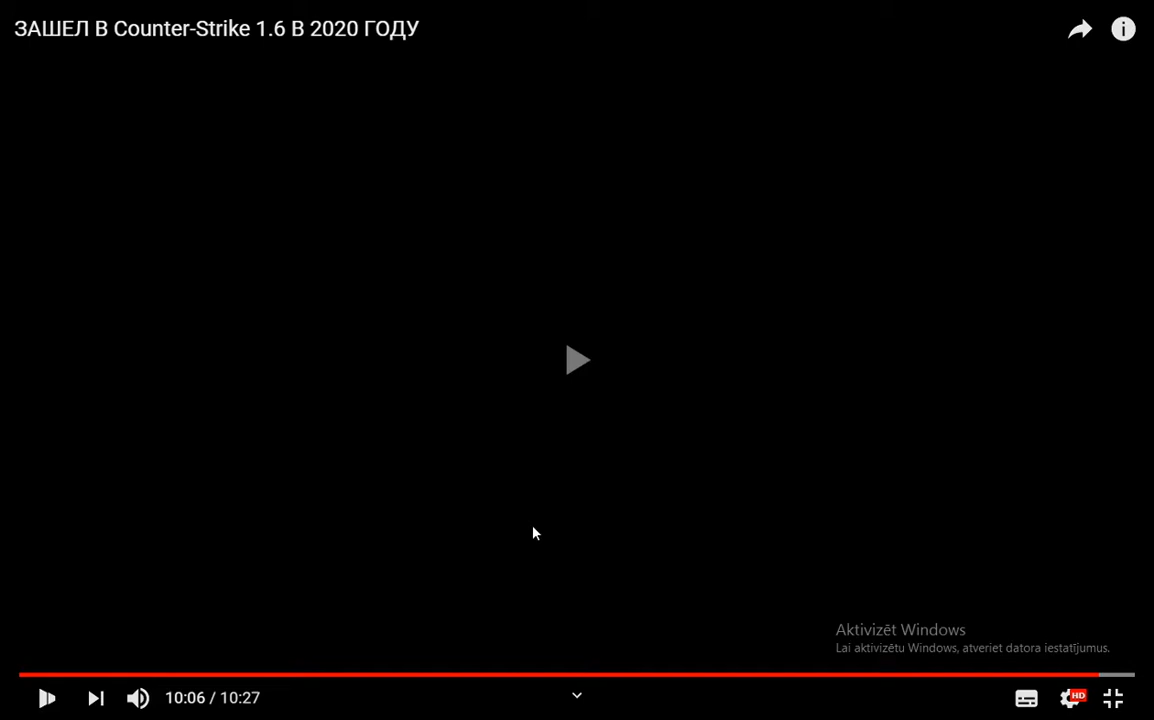 ЗАШЕЛ В Counter-Strike 1.6 В 2020 ГОДУ
Aktivizēt Windows
Lai aktivizētu Windows, atveriet datora iestatījumus.
10:06 / 10:27
HD